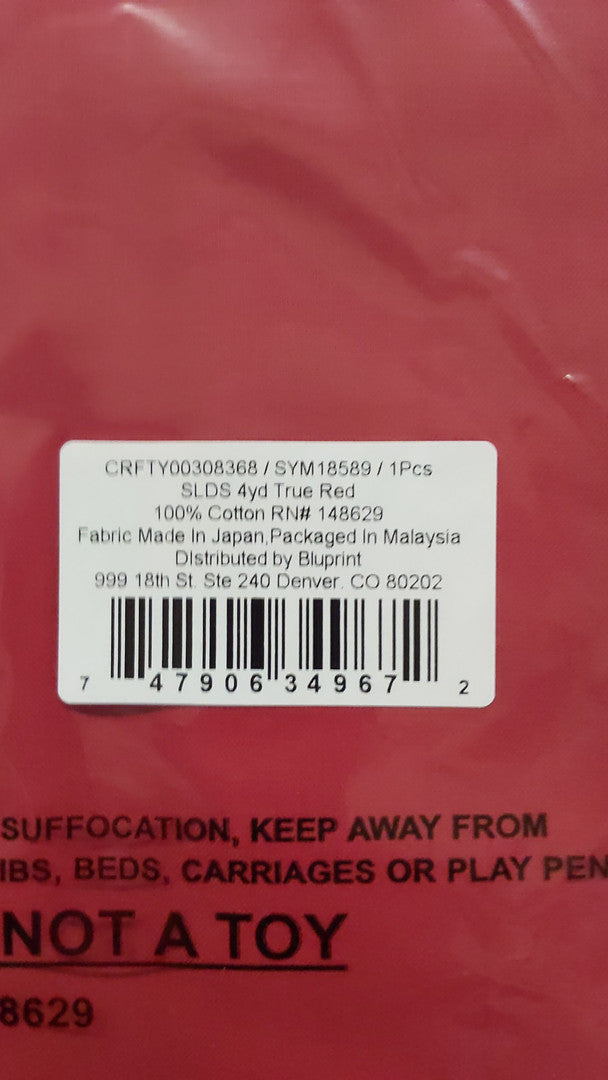 CRFTY00308368 / SYM18589 / 1Pcs
SLDS 4yd True Red
100% Cotton RN# 148629
Fabric Made In Japan,Packaged In Malaysia
Distributed by Bluprint
999 18th St. Ste 240 Denver. CO 80202
7 47906 34967 2
SUFFOCATION, KEEP AWAY FROM
IBS, BEDS, CARRIAGES OR PLAY PEN
NOT A TOY
8629